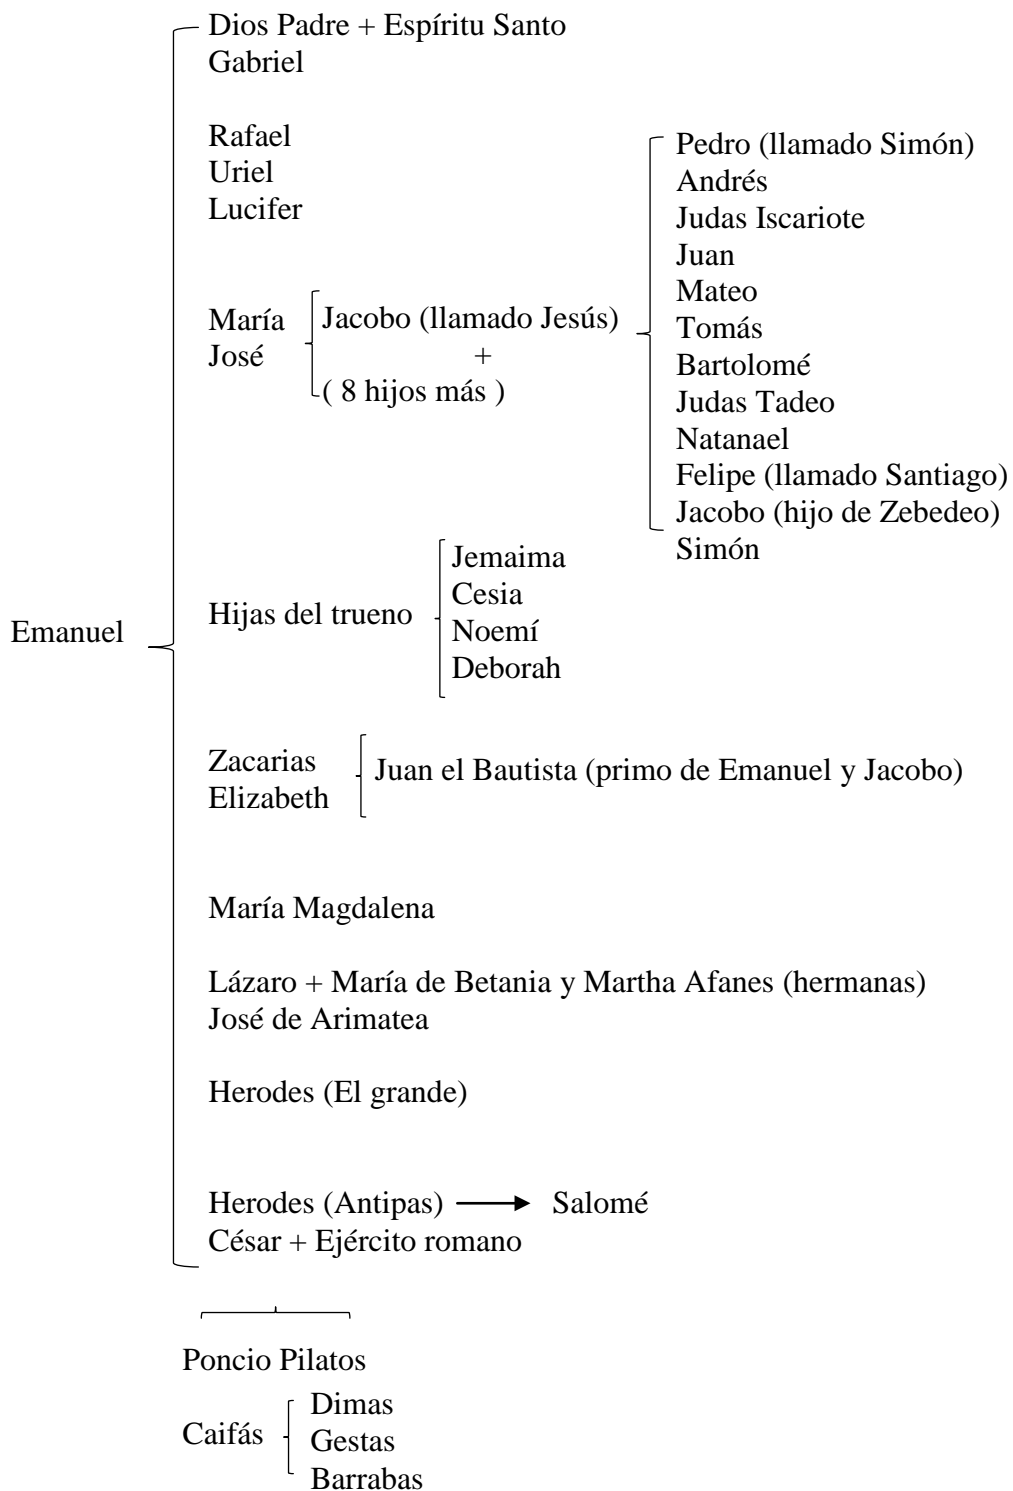 Dios Padre + Espíritu Santo
Gabriel
Rafael
Uriel
Lucifer
María
José
Jacobo (llamado Jesús)
+
( 8 hijos más )
Pedro (llamado Simón)
Andrés
Judas Iscariote
Juan
Mateo
Tomás
Bartolomé
Judas Tadeo
Natanael
Felipe (llamado Santiago)
Jacobo (hijo de Zebedeo)
Simón
Emanuel
Hijas del trueno
Jemaima
Cesia
Noemí
Deborah
Zacarias
Elizabeth
Juan el Bautista (primo de Emanuel y Jacobo)
María Magdalena
Lázaro + María de Betania y Martha Afanes (hermanas)
José de Arimatea
Herodes (El grande)
Herodes (Antipas) Salomé
César + Ejército romano
Poncio Pilatos
Caifás
Dimas
Gestas
Barrabas